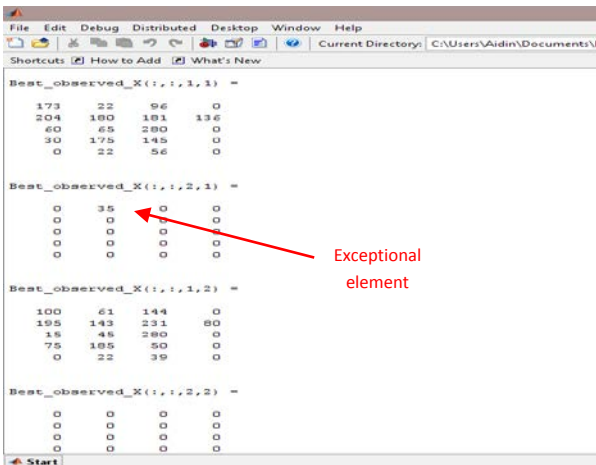 File Edit Debug Distributed Desktop Window Help
Current Directory: C:\Users\Aidin\Documents\
Shortcuts How to Add What's New
Best_observed_X(:,:,1,1) =
173 22 96 0
204 180 181 136
60 65 280 0
30 175 145 0
0 22 56 0
Best_observed_X(:,:,2,1) =
0 35 0 0
0 0 0 0
0 0 0 0
0 0 0 0
0 0 0 0
Exceptional
element
Best_observed_X(:,:,1,2) =
100 61 144 0
195 143 231 80
15 45 280 0
75 185 50 0
0 22 39 0
Best_observed_X(:,:,2,2) =
0 0 0 0
0 0 0 0
0 0 0 0
0 0 0 0
Start